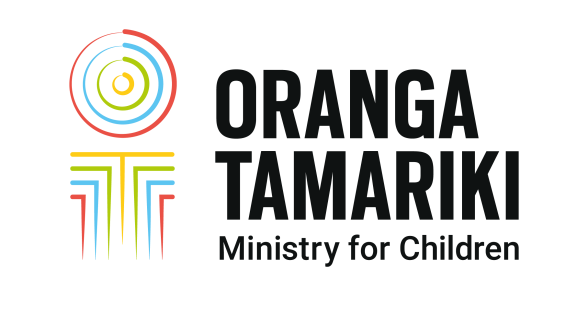 ORANGA
TAMARIKI
Ministry for Children